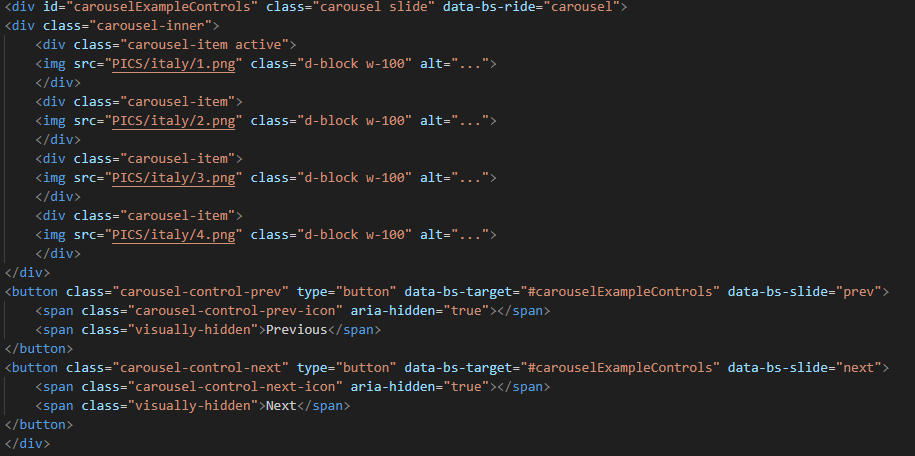 <div id="carouselExampleControls" class="carousel slide" data-bs-ride="carousel">
<div class="carousel-inner">
    <div class="carousel-item active">
    <img src="PICS/italy/1.png" class="d-block w-100" alt="...">
    </div>
    <div class="carousel-item">
    <img src="PICS/italy/2.png" class="d-block w-100" alt="...">
    </div>
    <div class="carousel-item">
    <img src="PICS/italy/3.png" class="d-block w-100" alt="...">
    </div>
    <div class="carousel-item">
    <img src="PICS/italy/4.png" class="d-block w-100" alt="...">
    </div>
</div>
<button class="carousel-control-prev" type="button" data-bs-target="#carouselExampleControls" data-bs-slide="prev">
    <span class="carousel-control-prev-icon" aria-hidden="true"></span>
    <span class="visually-hidden">Previous</span>
</button>
<button class="carousel-control-next" type="button" data-bs-target="#carouselExampleControls" data-bs-slide="next">
    <span class="carousel-control-next-icon" aria-hidden="true"></span>
    <span class="visually-hidden">Next</span>
</button>
</div>